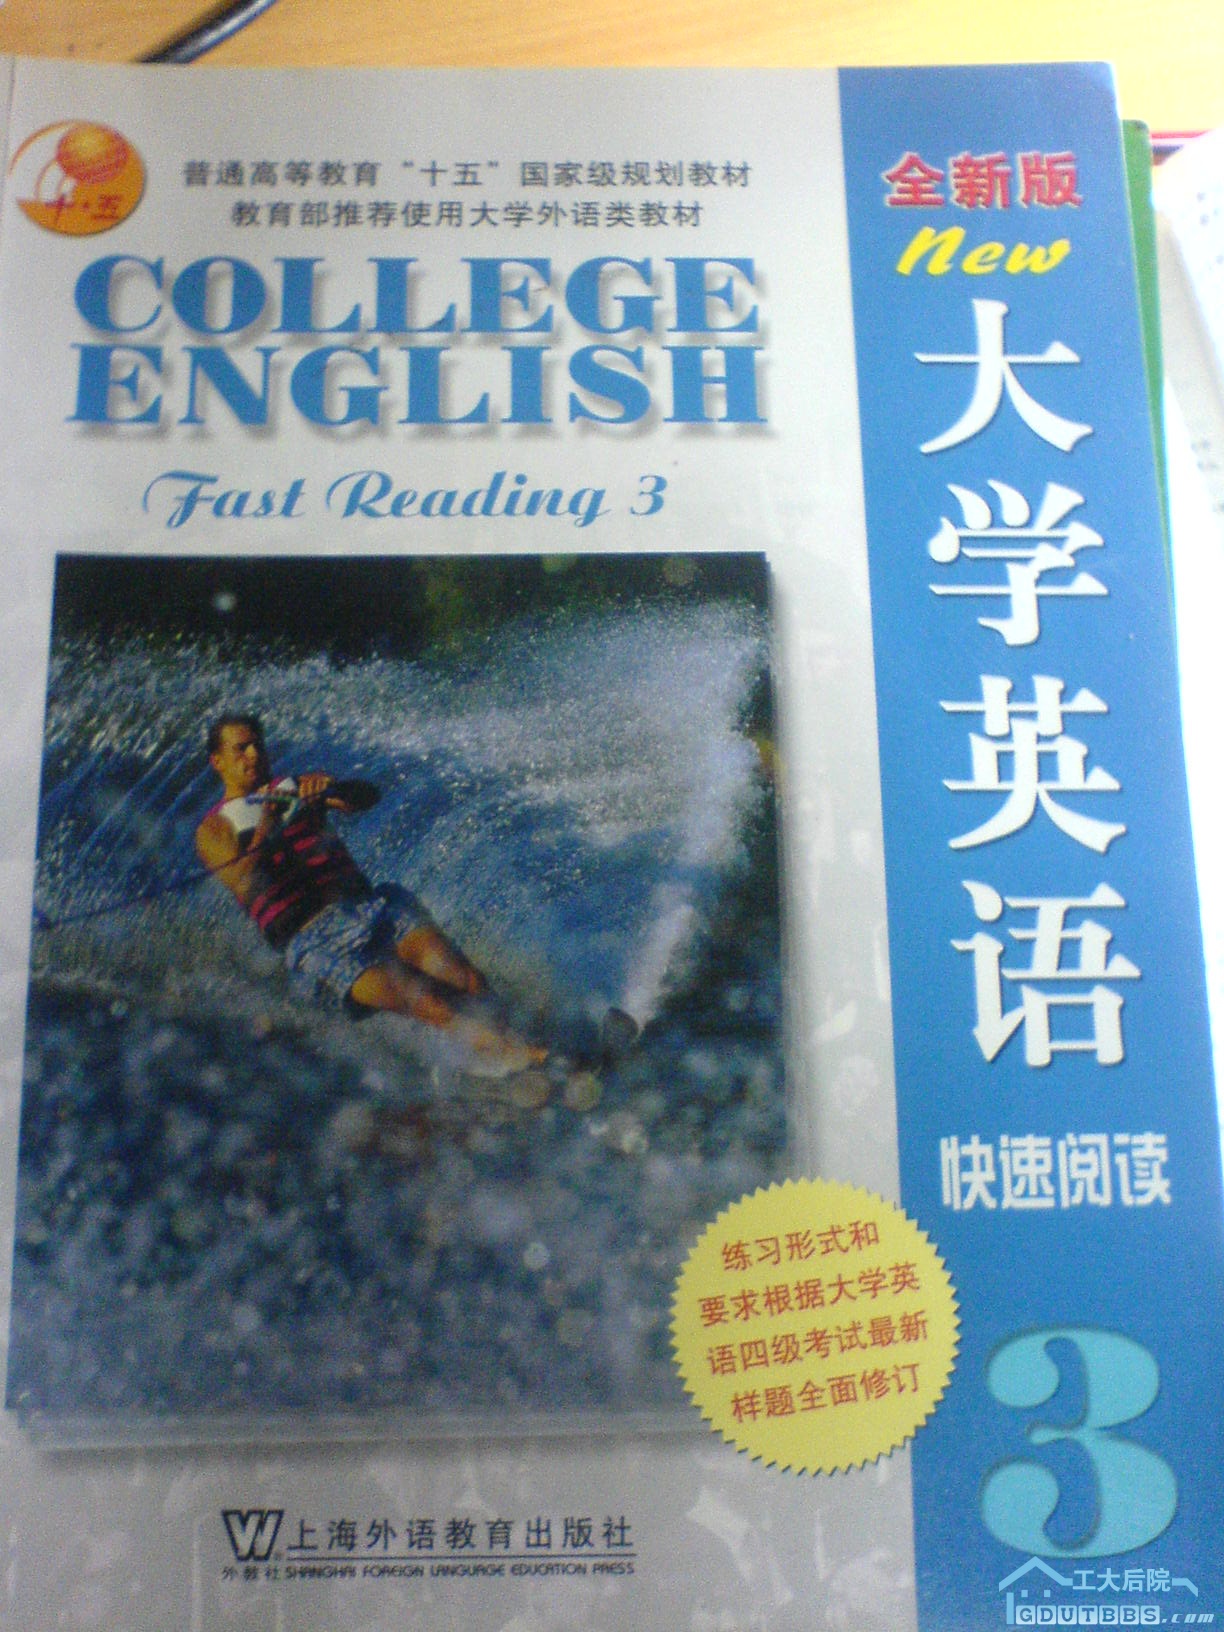 十·五
普通高等教育“十五”国家级规划教材
教育部推荐使用大学外语类教材
COLLEGE
ENGLISH
Fast Reading 3
全新版
New
大学英语
快速阅读
3
练习形式和
要求根据大学英
语四级考试最新
样题全面修订
W
外教社
上海外语教育出版社
SHANGHAI FOREIGN LANGUAGE EDUCATION PRESS
工大后院
GDUTBBS.com